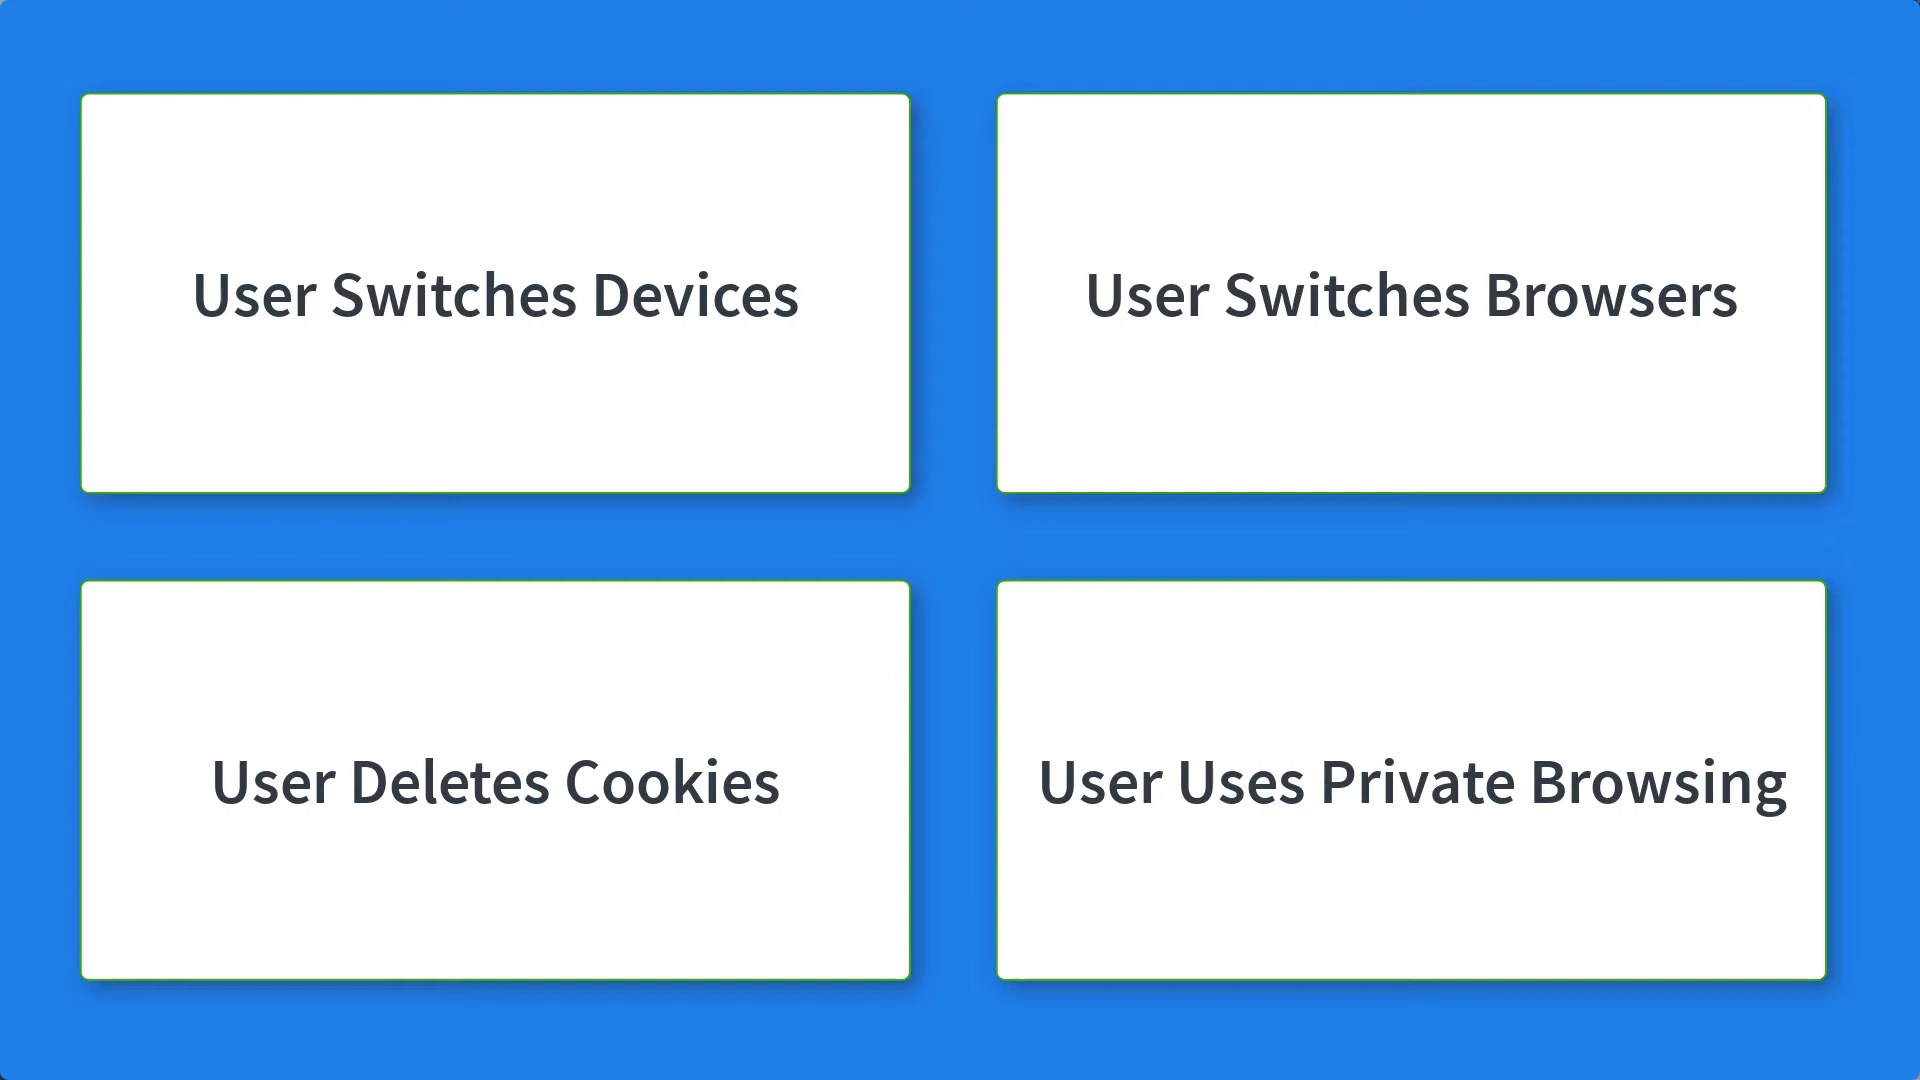 User Switches Devices
User Switches Browsers
User Deletes Cookies
User Uses Private Browsing